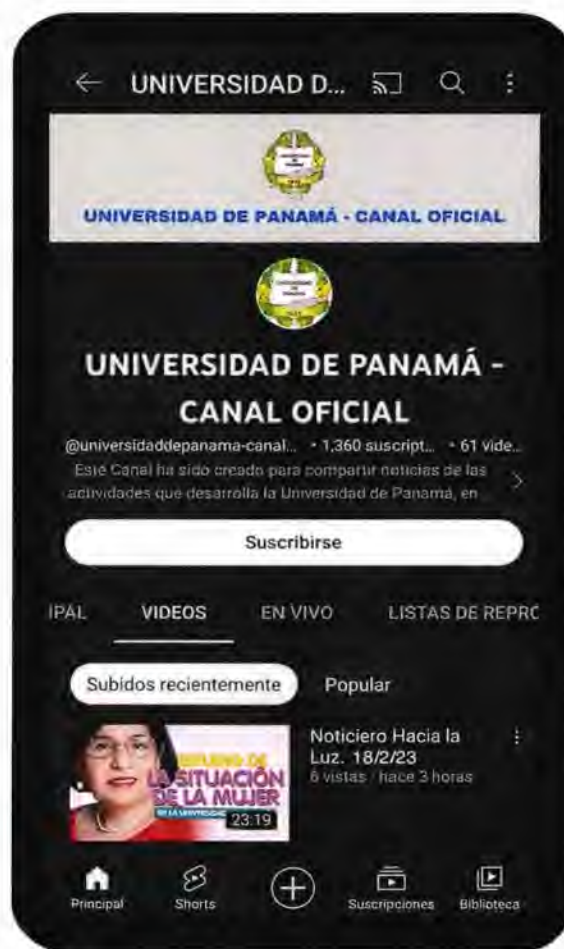 UNIVERSIDAD D...
UNIVERSIDAD DE PANAMÁ - CANAL OFICIAL
UNIVERSIDAD DE PANAMÁ -
CANAL OFICIAL
@universidaddepanama-canal... • 1,360 suscript... • 61 vide...
Este Canal ha sido creado para compartir noticias de las
actividades que desarrolla la Universidad de Panamá, en
Suscribirse
IPAL VIDEOS EN VIVO LISTAS DE REPRO
Subidos recientemente Popular
ESTUDIO DE
LA SITUACIÓN
DE LA MUJER
23:19
Noticiero Hacia la
Luz. 18/2/23
6 vistas · hace 3 horas
Principal Shorts Suscripciones Biblioteca